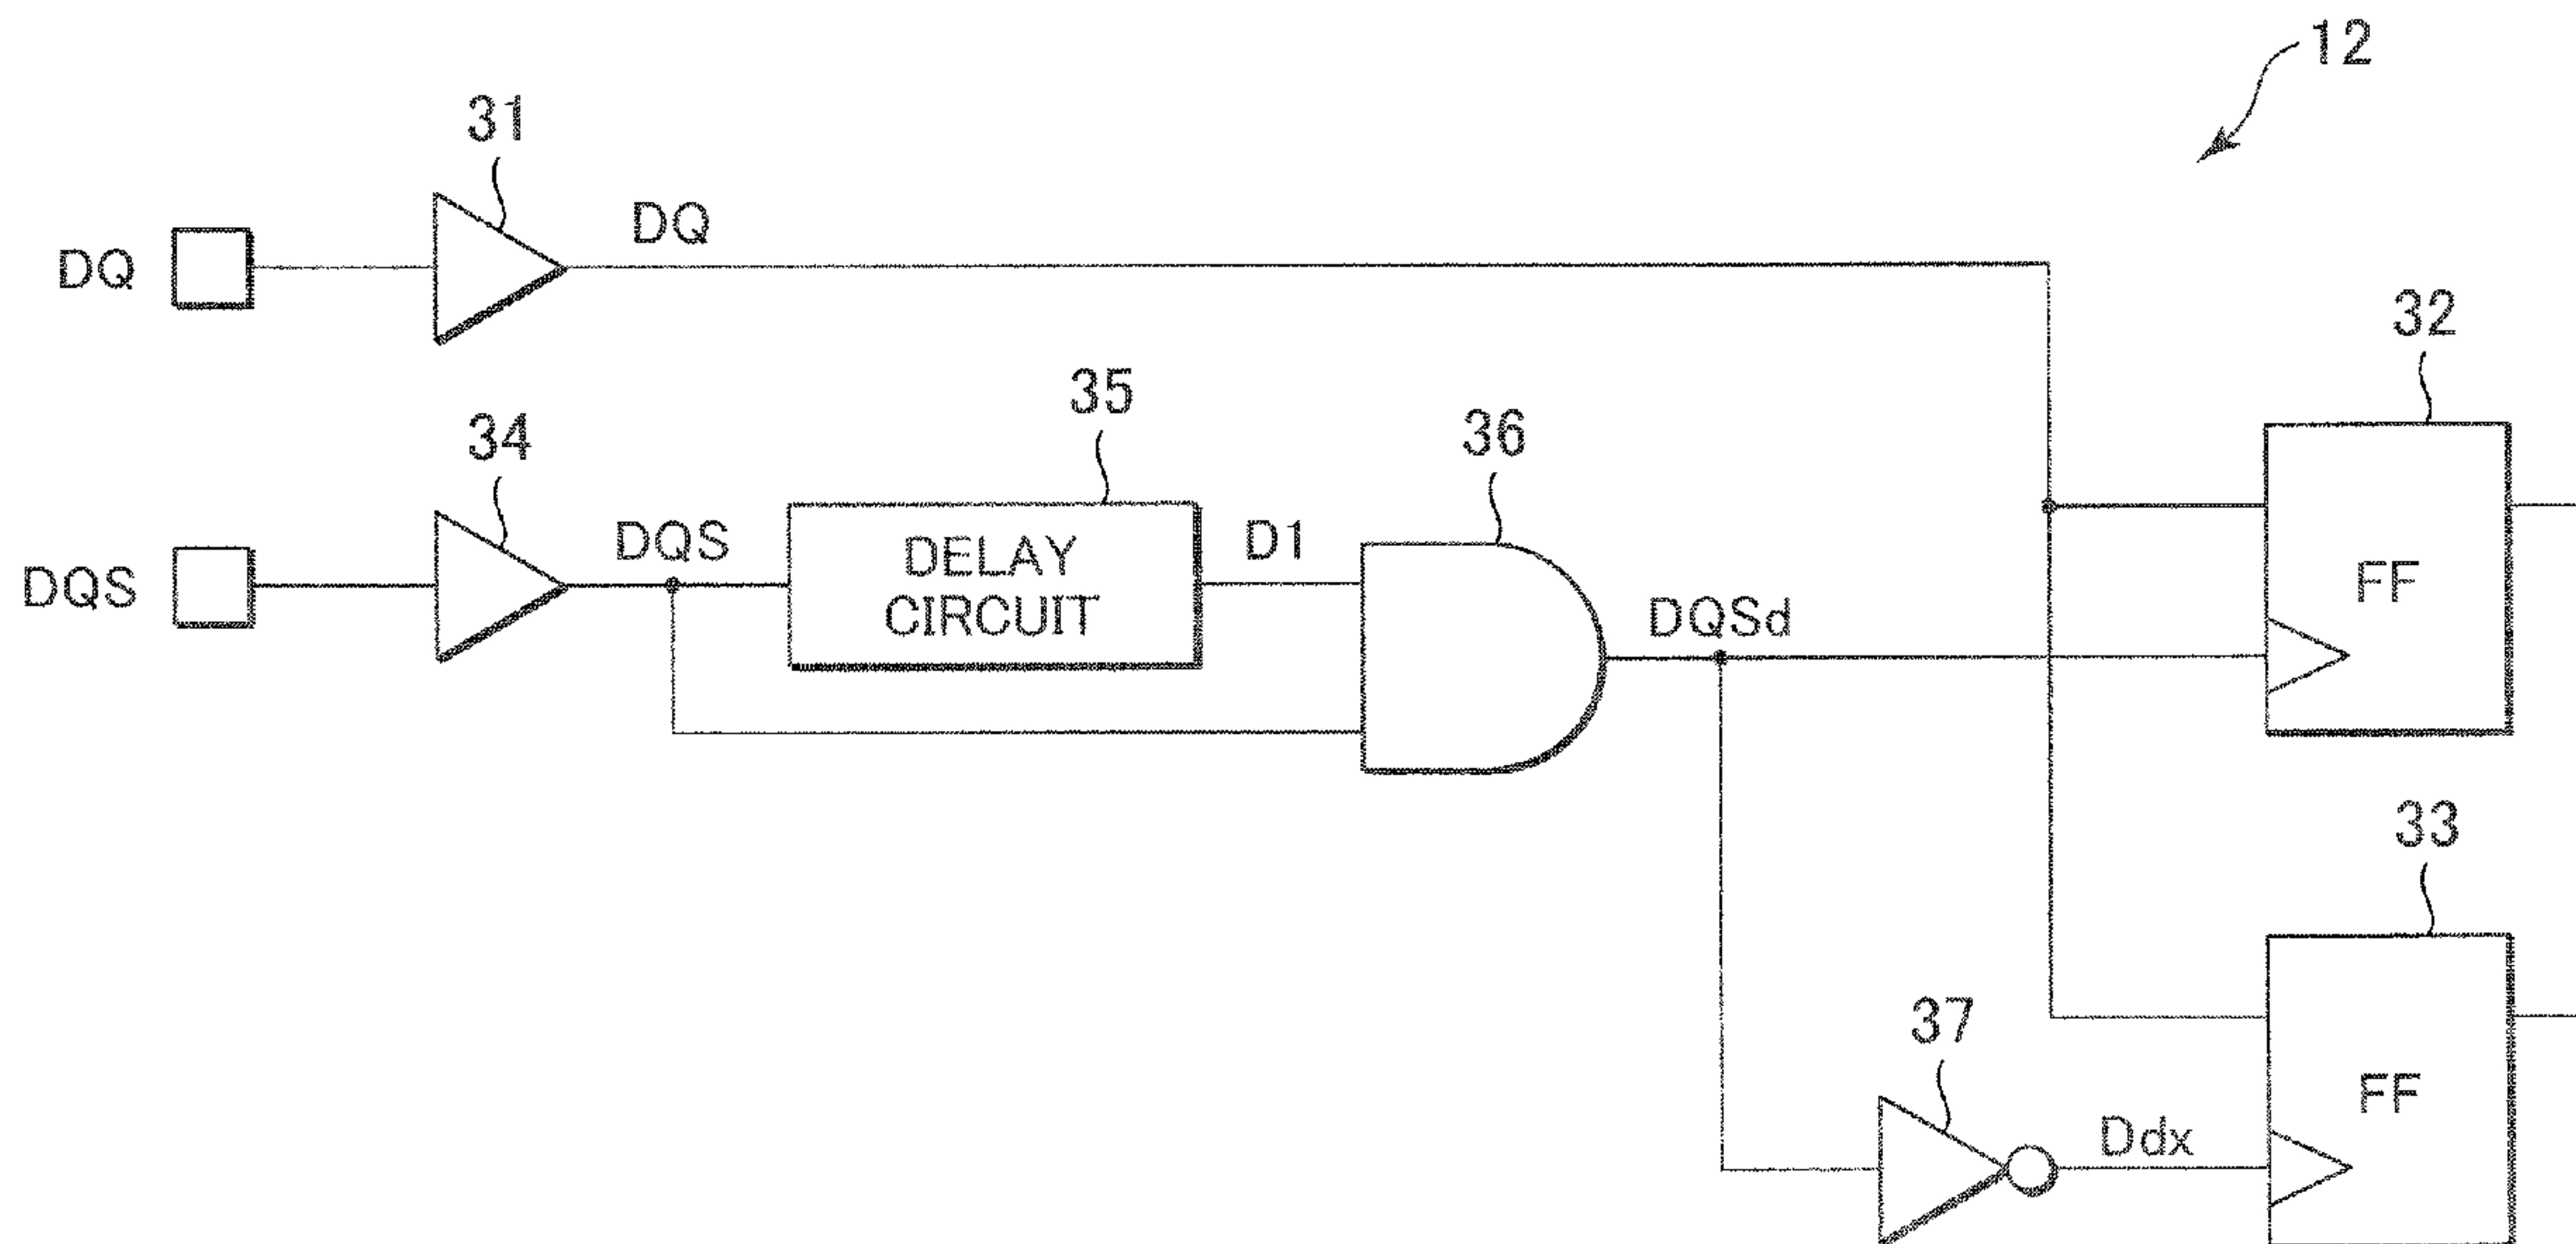 12
31
DQ
DQ
32
35
34
36
DQS
DELAY
CIRCUIT
D1
DQS
DQSd
FF
33
37
FF
Ddx